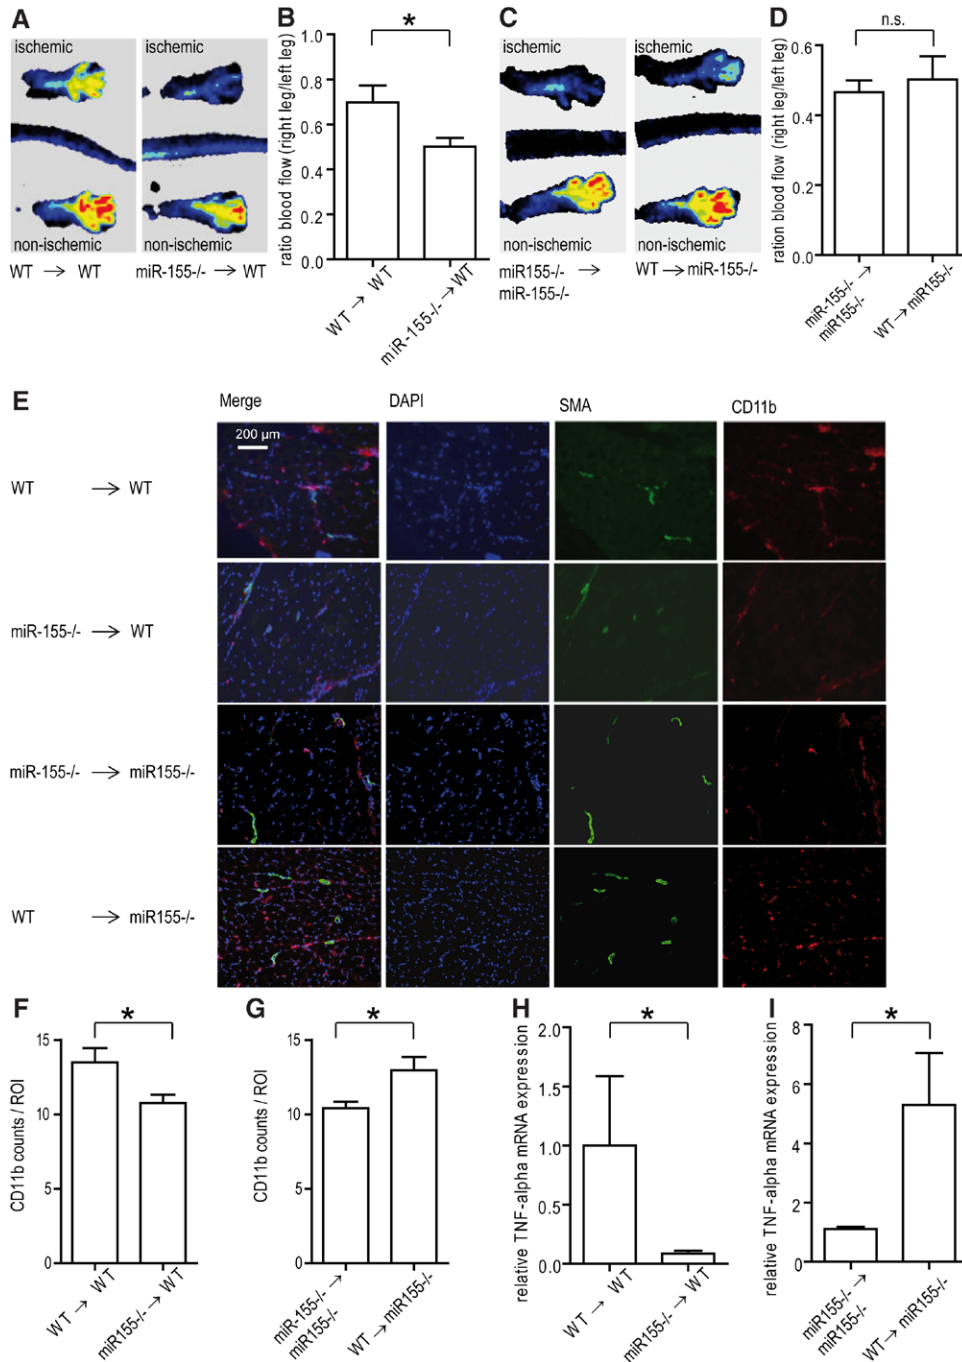 A
ischemic
ischemic
non-ischemic
non-ischemic
WT → WT
miR-155-/- → WT
B
*
ratio blood flow (right leg/left leg)
1.0
0.8
0.6
0.4
0.2
0.0
WT → WT
miR-155-/- → WT
C
ischemic
ischemic
non-ischemic
non-ischemic
miR155-/- →
miR-155-/-
WT → miR-155-/-
D
n.s.
ration blood flow (right leg/left leg)
0.6
0.4
0.2
0.0
miR-155-/- →
miR155-/-
WT → miR155-/-
E
Merge
DAPI
SMA
CD11b
200 µm
WT → WT
miR-155-/- → WT
miR-155-/- → miR155-/-
WT → miR155-/-
F
*
CD11b counts / ROI
15
10
5
0
WT → WT
miR155-/- → WT
G
*
CD11b counts / ROI
15
10
5
0
miR-155-/- →
miR155-/-
WT → miR155-/-
H
*
relative TNF-alpha mRNA expression
2.0
1.5
1.0
0.5
0.0
WT → WT
miR155-/- → WT
I
*
relative TNF-alpha mRNA expression
8
6
4
2
0
miR155-/- →
miR155-/-
WT → miR155-/-